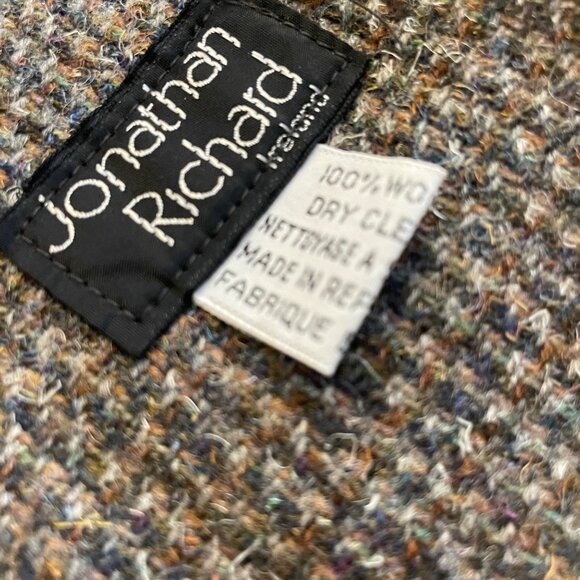 Jonathan
Richard
Ireland
100% WO
DRY CLE
NETTOYAGE A
MADE IN REP
FABRIQUE